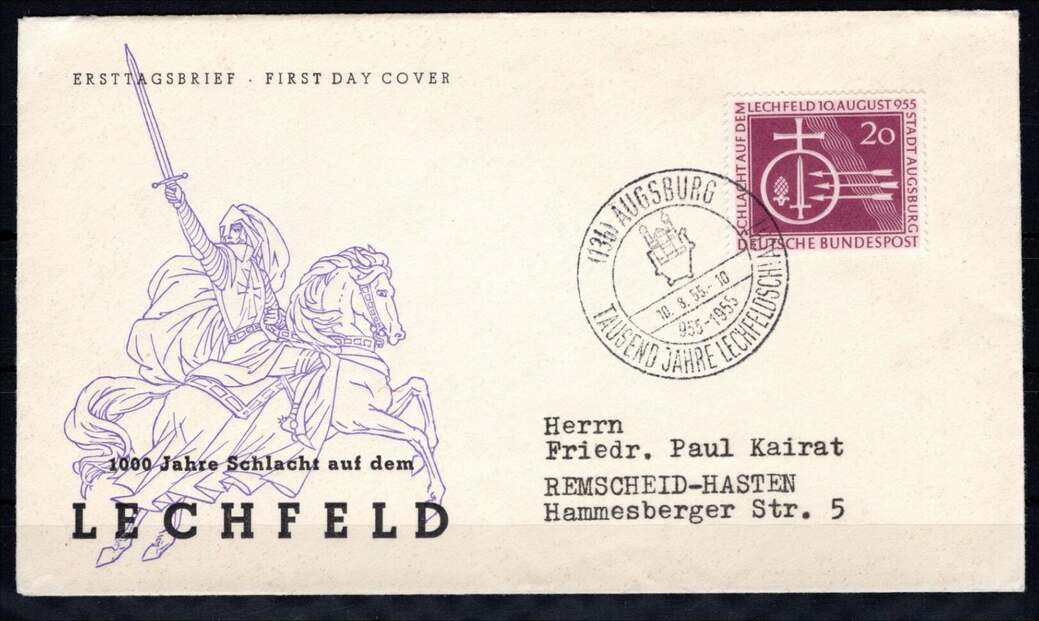 ERSTTAGSBRIEF · FIRST DAY COVER
SCHLACHT AUF DEM LECHFELD 10.AUGUST 955 STADT AUGSBURG
20
DEUTSCHE BUNDESPOST
(13b) AUGSBURG
10.8.55.-10
955-1955
TAUSEND JAHRE LECHFELDSCHLACHT
Herrn
Friedr. Paul Kairat
REMSCHEID-HASTEN
Hammesberger Str. 5
1000 Jahre Schlacht auf dem
LECHFELD